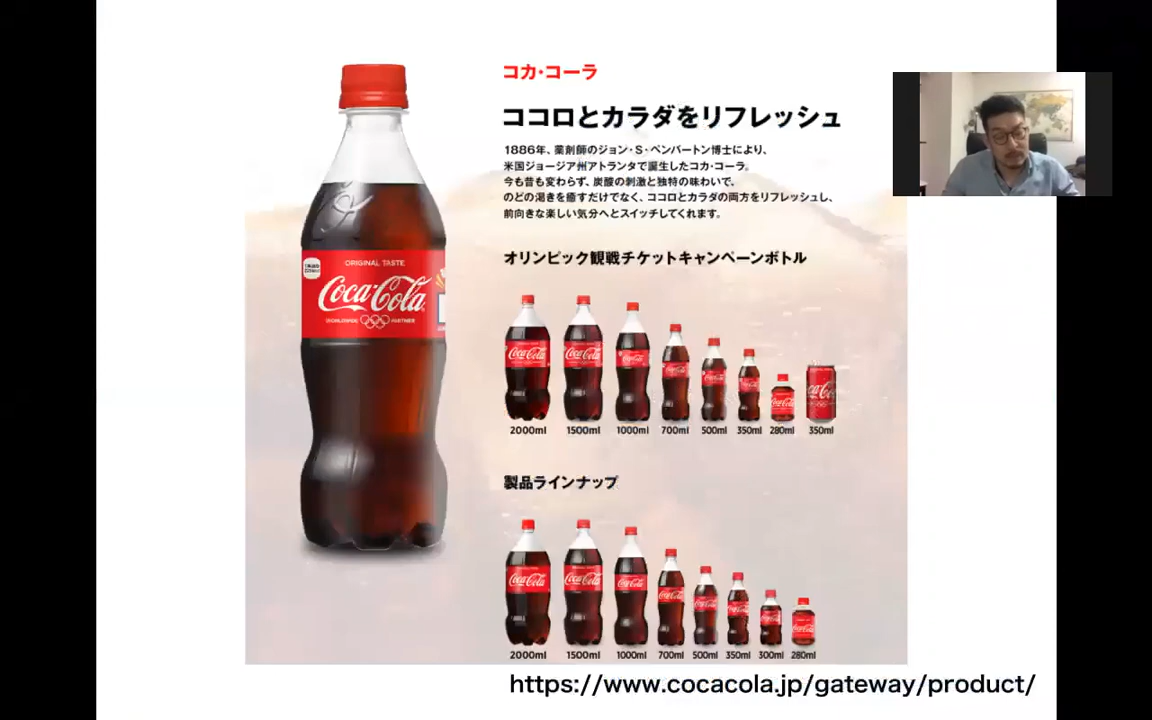 コカ・コーラ
ココロとカラダをリフレッシュ
1886年、薬剤師のジョン・S・ペンバートン博士により、
米国ジョージア州アトランタで誕生したコカ・コーラ。
今も昔も変わらず、炭酸の刺激と独特の味わいで、
のどの渇きを癒すだけでなく、ココロとカラダの両方をリフレッシュし、
前向きな楽しい気分へとスイッチしてくれます。
ORIGINAL TASTE
Coca-Cola
WORLDWIDE PARTNER
オリンピック観戦チケットキャンペーンボトル
2000ml 1500ml 1000ml 700ml 500ml 350ml 280ml 350ml
製品ラインナップ
2000ml 1500ml 1000ml 700ml 500ml 350ml 300ml 280ml
https://www.cocacola.jp/gateway/product/